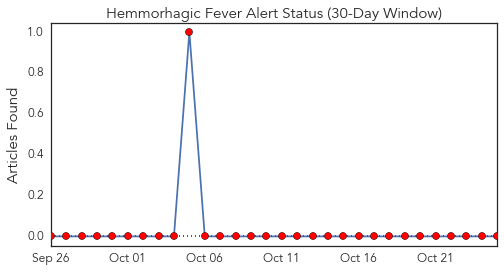 Hemmorhagic Fever Alert Status (30-Day Window)
Articles Found
1.0
0.8
0.6
0.4
0.2
0.0
Sep 26 Oct 01 Oct 06 Oct 11 Oct 16 Oct 21